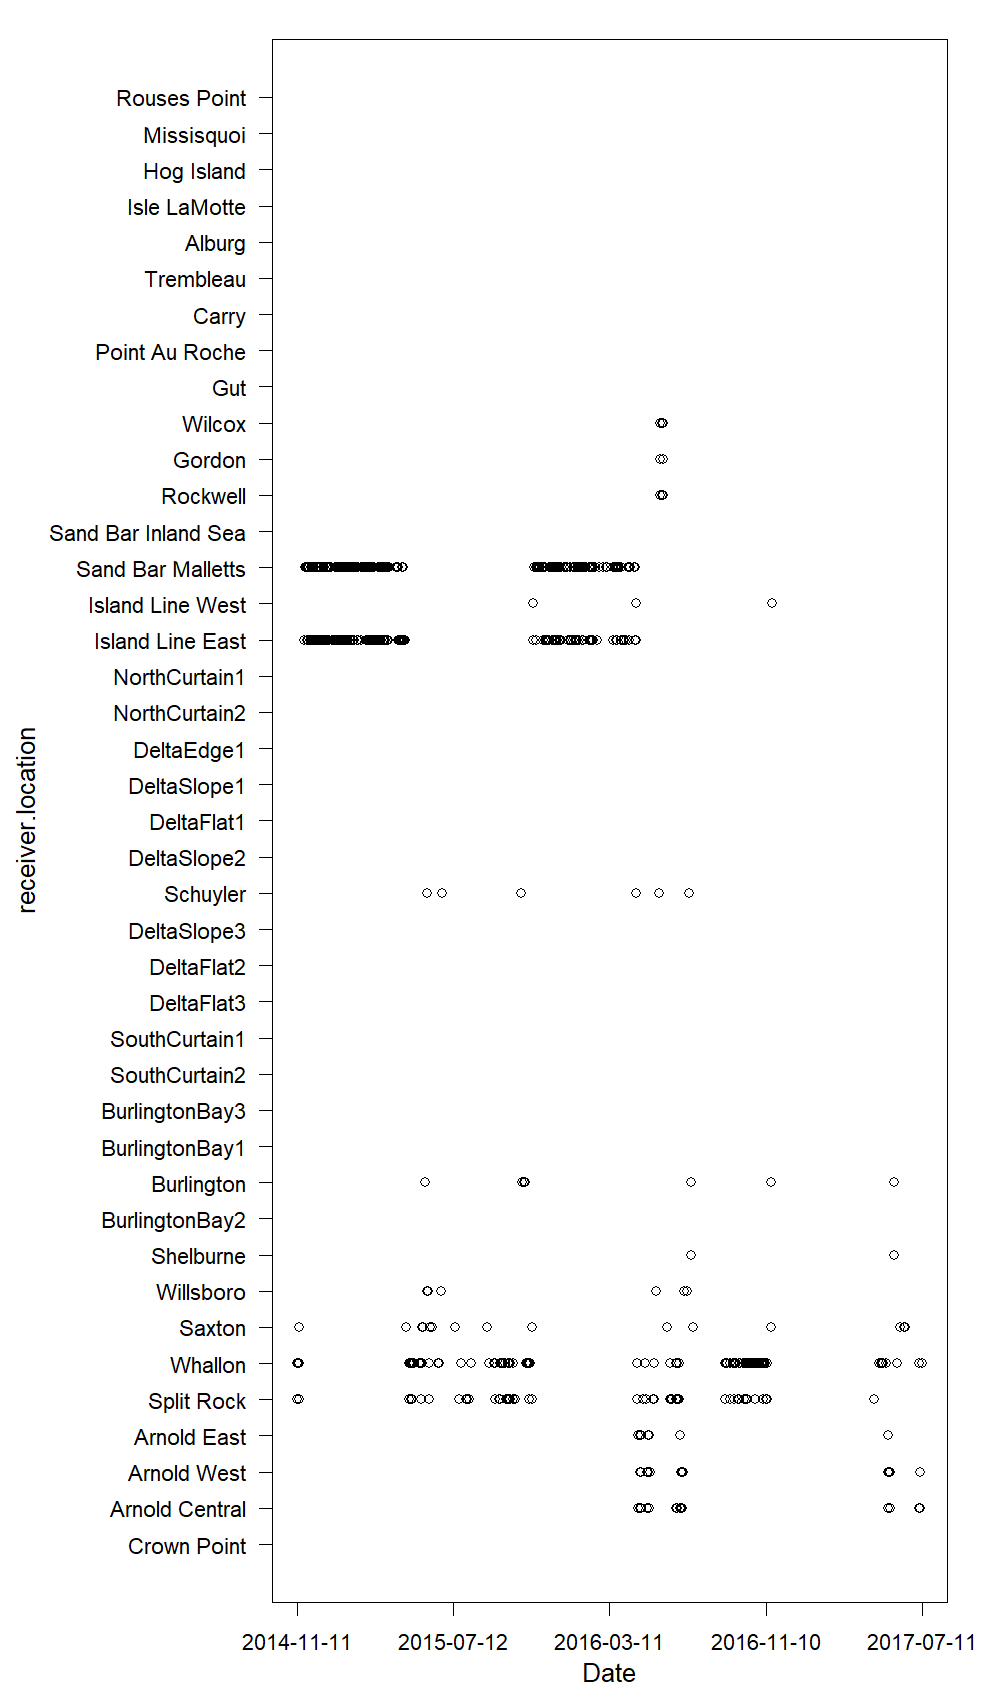 Rouses Point
Missisquoi
Hog Island
Isle LaMotte
Alburg
Trembleau
Carry
Point Au Roche
Gut
Wilcox
Gordon
Rockwell
Sand Bar Inland Sea
Sand Bar Malletts
Island Line West
Island Line East
NorthCurtain1
NorthCurtain2
DeltaEdge1
DeltaSlope1
DeltaFlat1
DeltaSlope2
Schuyler
DeltaSlope3
DeltaFlat2
DeltaFlat3
SouthCurtain1
SouthCurtain2
BurlingtonBay3
BurlingtonBay1
Burlington
BurlingtonBay2
Shelburne
Willsboro
Saxton
Whallon
Split Rock
Arnold East
Arnold West
Arnold Central
Crown Point
receiver.location
2014-11-11 2015-07-12 2016-03-11 2016-11-10 2017-07-11
Date